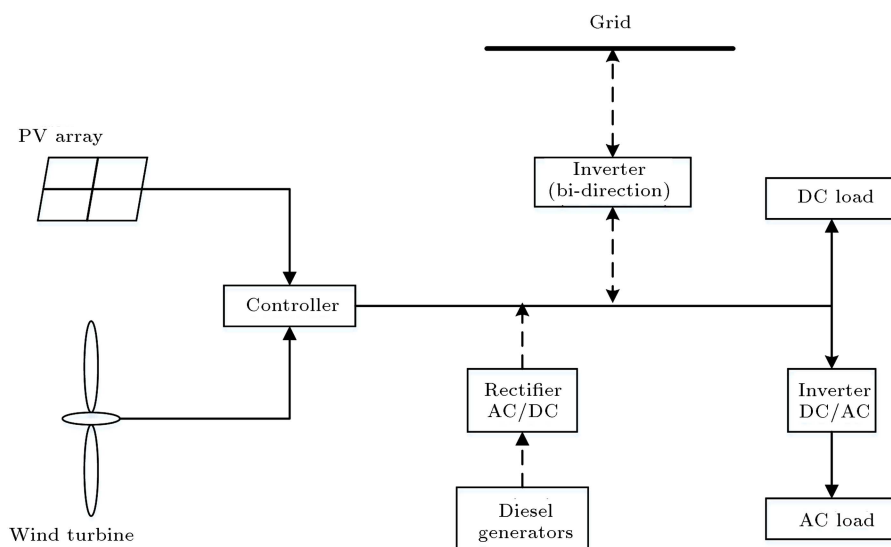 Grid
PV array
Inverter
(bi-direction)
DC load
Controller
Rectifier
AC/DC
Inverter
DC/AC
Diesel
generators
AC load
Wind turbine